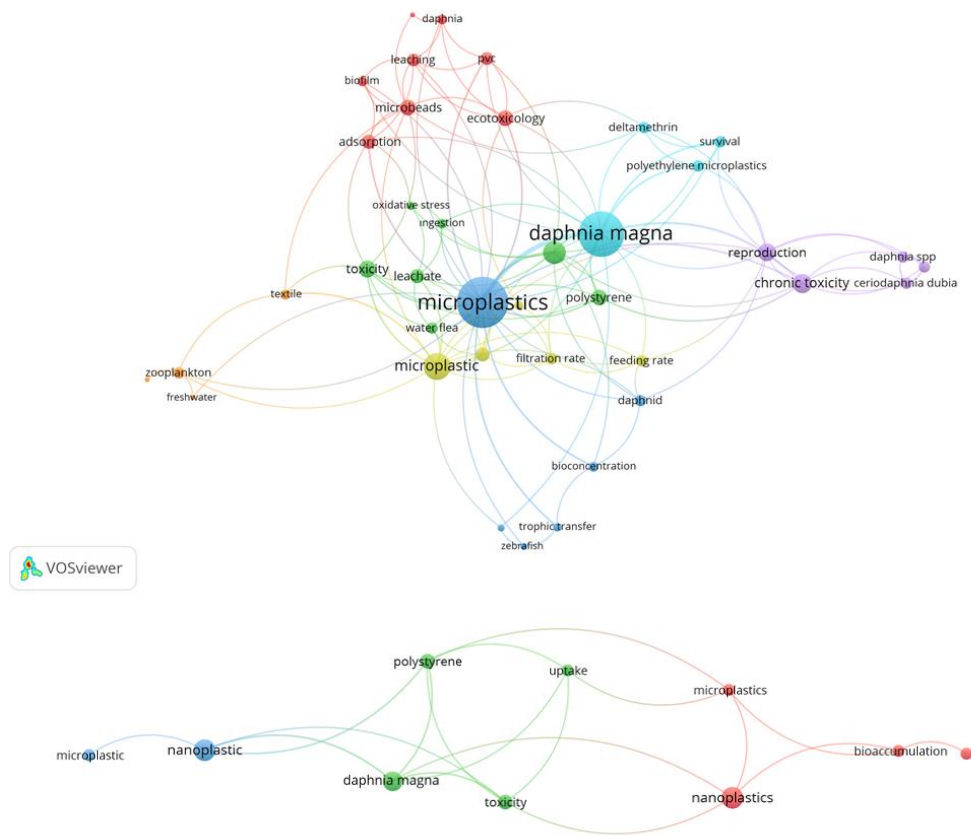 daphnia
leaching
pvc
biofilm
microbeads
ecotoxicology
adsorption
deltamethrin
survival
polyethylene microplastics
oxidative stress
ingestion
daphnia magna
reproduction
daphnia spp
toxicity
leachate
chronic toxicity
ceriodaphnia dubia
textile
microplastics
polystyrene
water flea
microplastic
filtration rate
feeding rate
zooplankton
freshwater
daphnid
bioconcentration
trophic transfer
zebrafish
VOSviewer
polystyrene
uptake
microplastics
microplastic
nanoplastic
bioaccumulation
daphnia magna
toxicity
nanoplastics